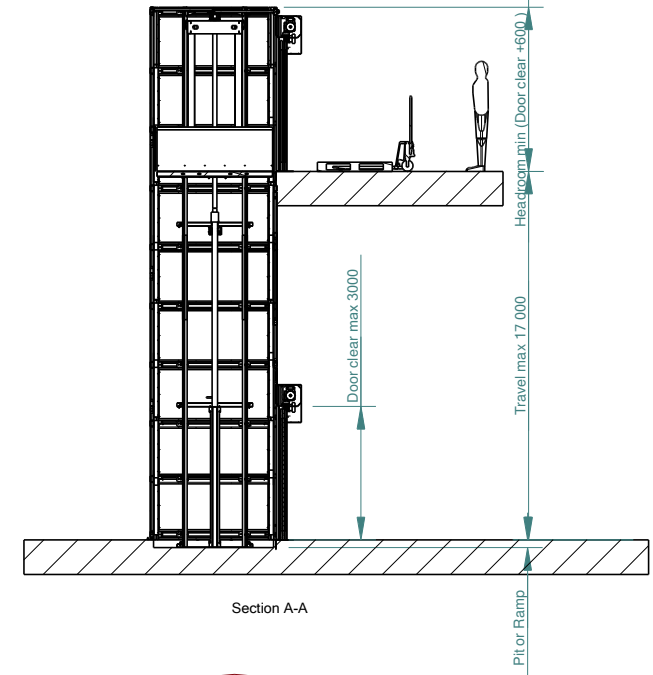 Headroom min (Door clear +600 )
Door clear max 3000
Travel max 17 000
Section A-A
Pit or Ramp